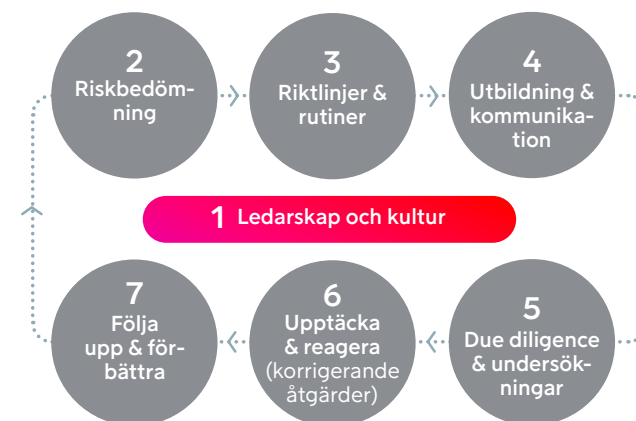 2
Riskbedöm-
ning
3
Riktlinjer &
rutiner
4
Utbildning &
kommunika-
tion
1 Ledarskap och kultur
7
Följa
upp & för-
bättra
6
Upptäcka
& reagera
(korrigerande
åtgärder)
5
Due diligence
& undersök-
ningar